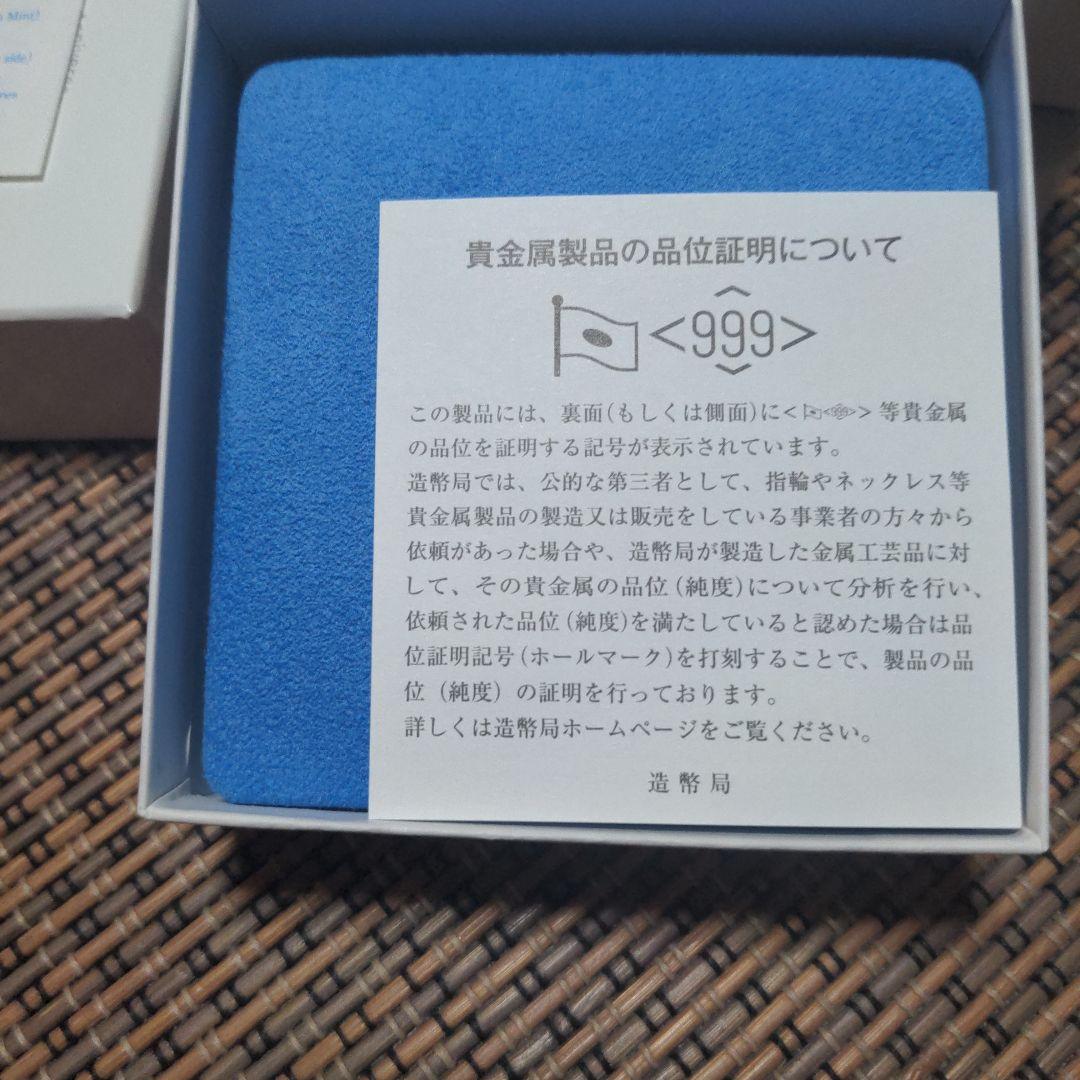 Mint)
side)
貴金属製品の品位証明について
<999>
この製品には、裏面(もしくは側面)に<<999>>等貴金属
の品位を証明する記号が表示されています。
造幣局では、公的な第三者として、指輪やネックレス等
貴金属製品の製造又は販売をしている事業者の方々から
依頼があった場合や、造幣局が製造した金属工芸品に対
して、その貴金属の品位(純度)について分析を行い、
依頼された品位(純度)を満たしていると認めた場合は品
位証明記号(ホールマーク)を打刻することで、製品の品
位(純度)の証明を行っております。
詳しくは造幣局ホームページをご覧ください。
造幣局